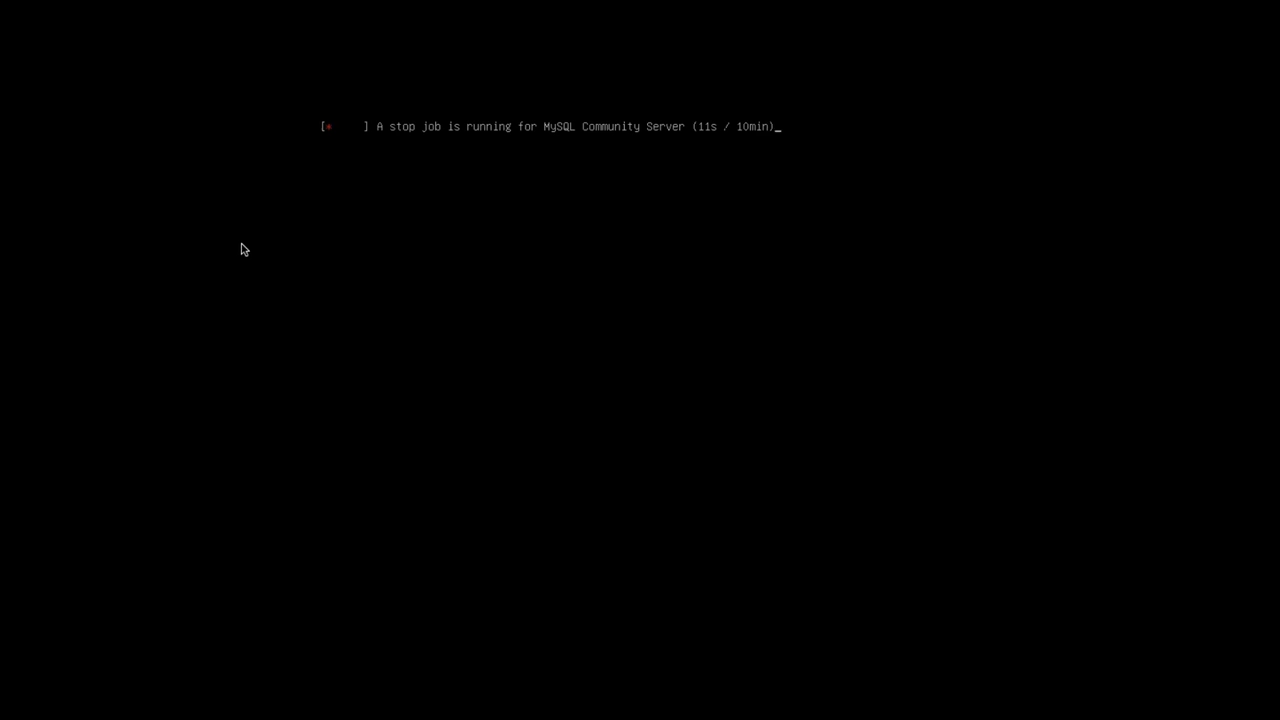 [*     ] A stop job is running for MySQL Community Server (11s / 10min)_